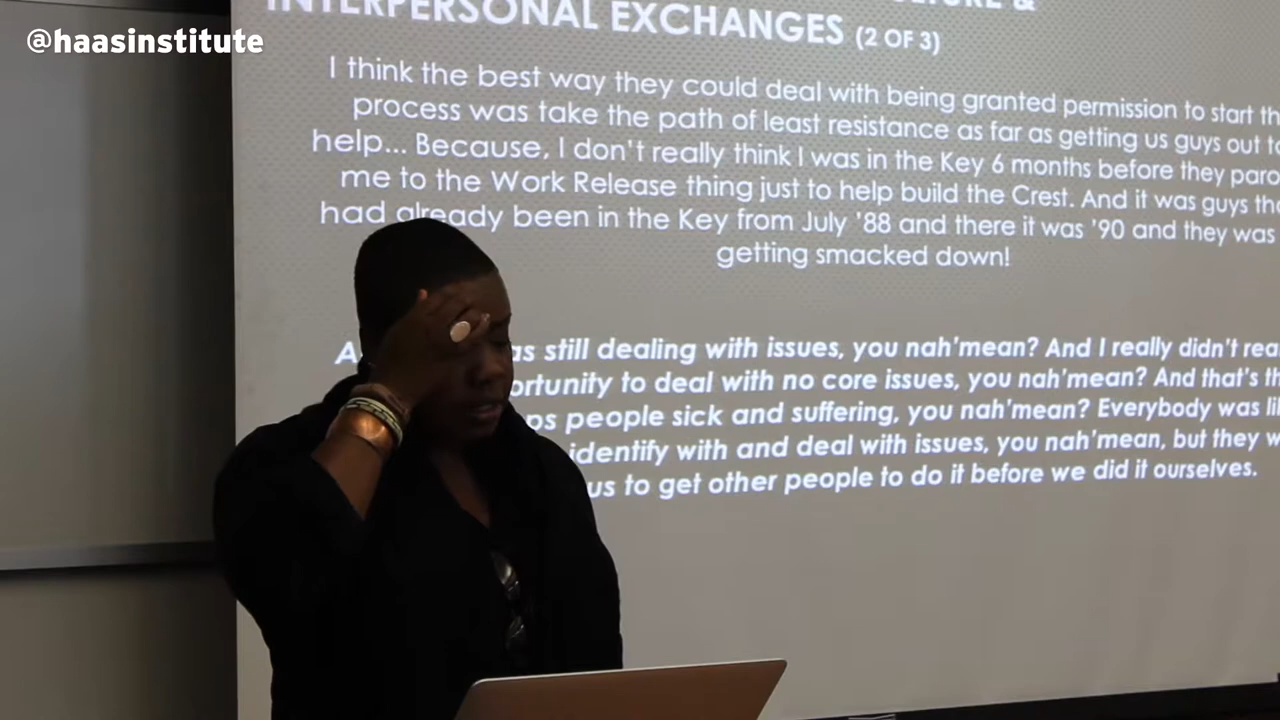 @haasinstitute
INTERPERSONAL EXCHANGES (2 OF 3)
I think the best way they could deal with being granted permission to start th
process was take the path of least resistance as far as getting us guys out to
help... Because, I don't really think I was in the Key 6 months before they paro
me to the Work Release thing just to help build the Crest. And it was guys tha
had already been in the Key from July '88 and there it was '90 and they was
getting smacked down!
A as still dealing with issues, you nah'mean? And I really didn't rea
ortunity to deal with no core issues, you nah'mean? And that's th
ps people sick and suffering, you nah'mean? Everybody was li
identify with and deal with issues, you nah'mean, but they w
us to get other people to do it before we did it ourselves.